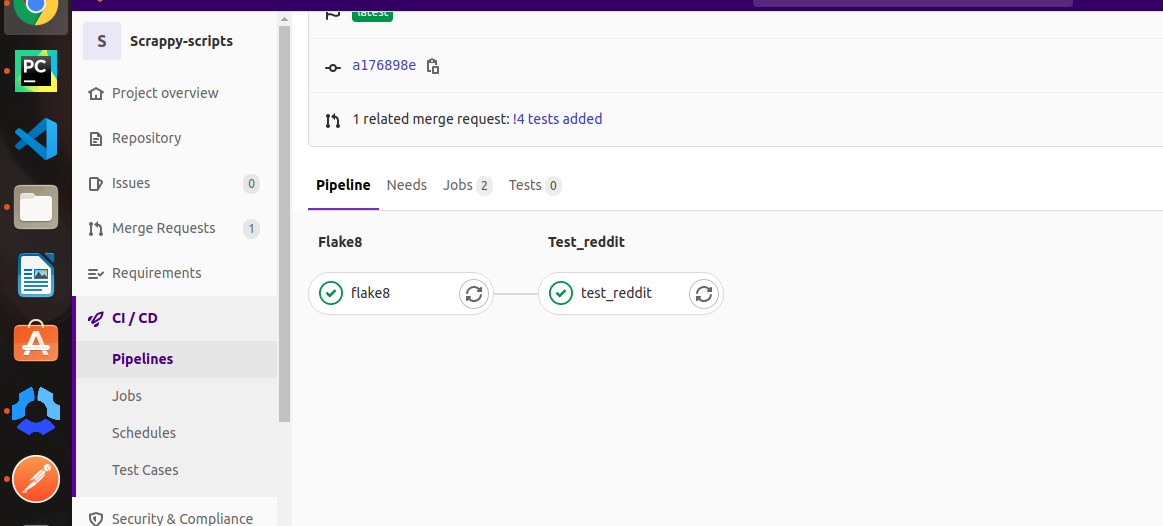 latest
S Scrappy-scripts
a176898e
PC
Project overview
1 related merge request: !4 tests added
Repository
Issues 0
Pipeline Needs Jobs 2 Tests 0
Merge Requests 1
Flake8 Test_reddit
Requirements
flake8 test_reddit
CI / CD
Pipelines
Jobs
Schedules
Test Cases
Security & Compliance